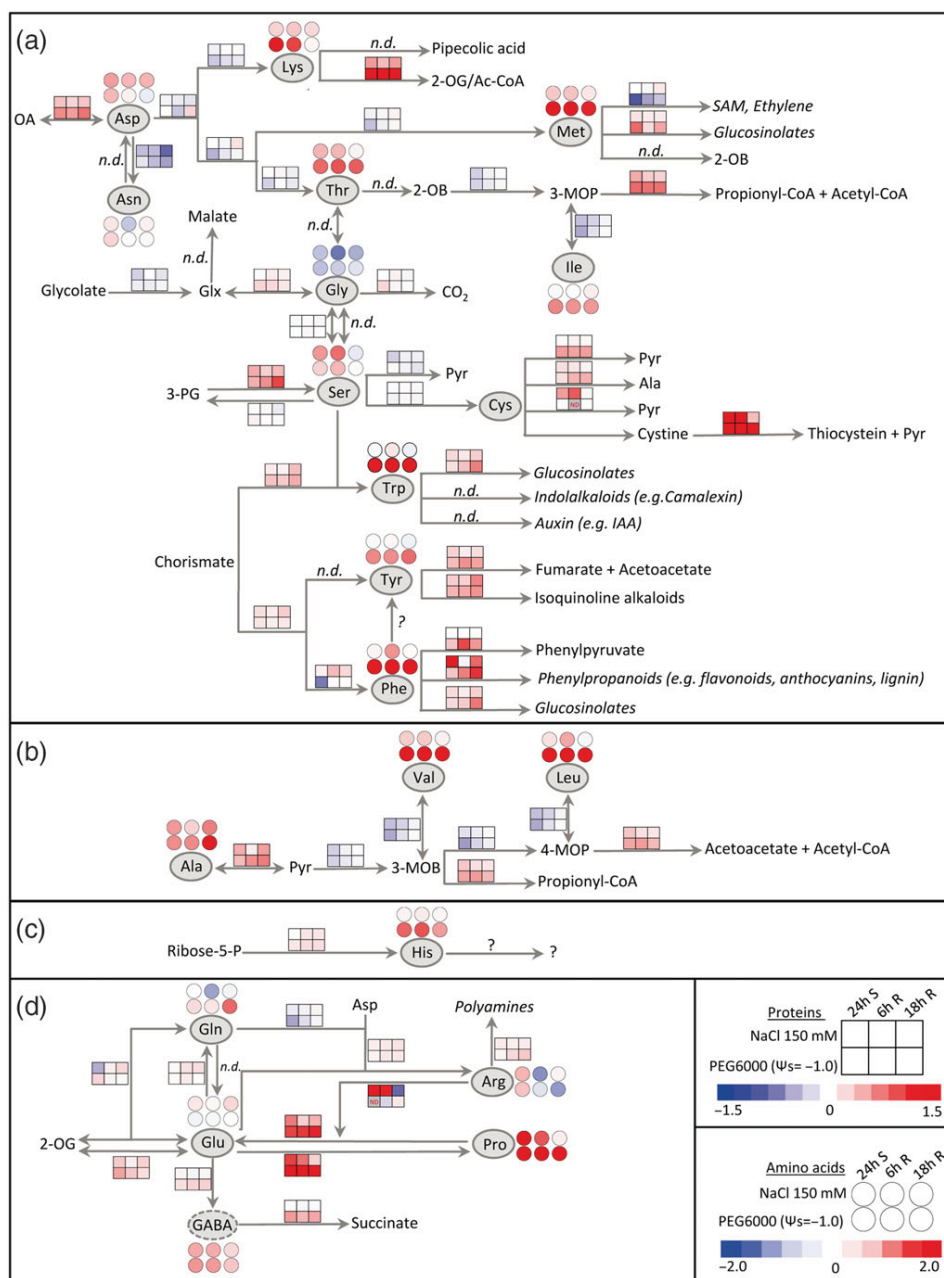 (a)
n.d.
Pipecolic acid
Lys
2-OG/Ac-CoA
OA
Asp
Met
SAM, Ethylene
Glucosinolates
n.d.
2-OB
n.d.
Asn
Thr
n.d.
2-OB
3-MOP
Propionyl-CoA + Acetyl-CoA
Malate
n.d.
n.d.
Ile
Glycolate
Glx
Gly
CO2
n.d.
3-PG
Ser
Pyr
Cys
Pyr
Ala
ND
Pyr
Cystine
Thiocystein + Pyr
Trp
Glucosinolates
n.d.
Indolalkaloids (e.g.Camalexin)
n.d.
Auxin (e.g. IAA)
Chorismate
n.d.
Tyr
Fumarate + Acetoacetate
Isoquinoline alkaloids
?
Phe
Phenylpyruvate
Phenylpropanoids (e.g. flavonoids, anthocyanins, lignin)
Glucosinolates
(b)
Val
Leu
Ala
Pyr
3-MOB
4-MOP
Acetoacetate + Acetyl-CoA
Propionyl-CoA
(c)
Ribose-5-P
His
?
?
(d)
Gln
Asp
Polyamines
n.d.
Arg
ND
2-OG
Glu
Pro
GABA
Succinate
Proteins
24h S
6h R
18h R
NaCl 150 mM
PEG6000 (Ψs= −1.0)
−1.5
0
1.5
Amino acids
24h S
6h R
18h R
NaCl 150 mM
PEG6000 (Ψs=−1.0)
−2.0
0
2.0